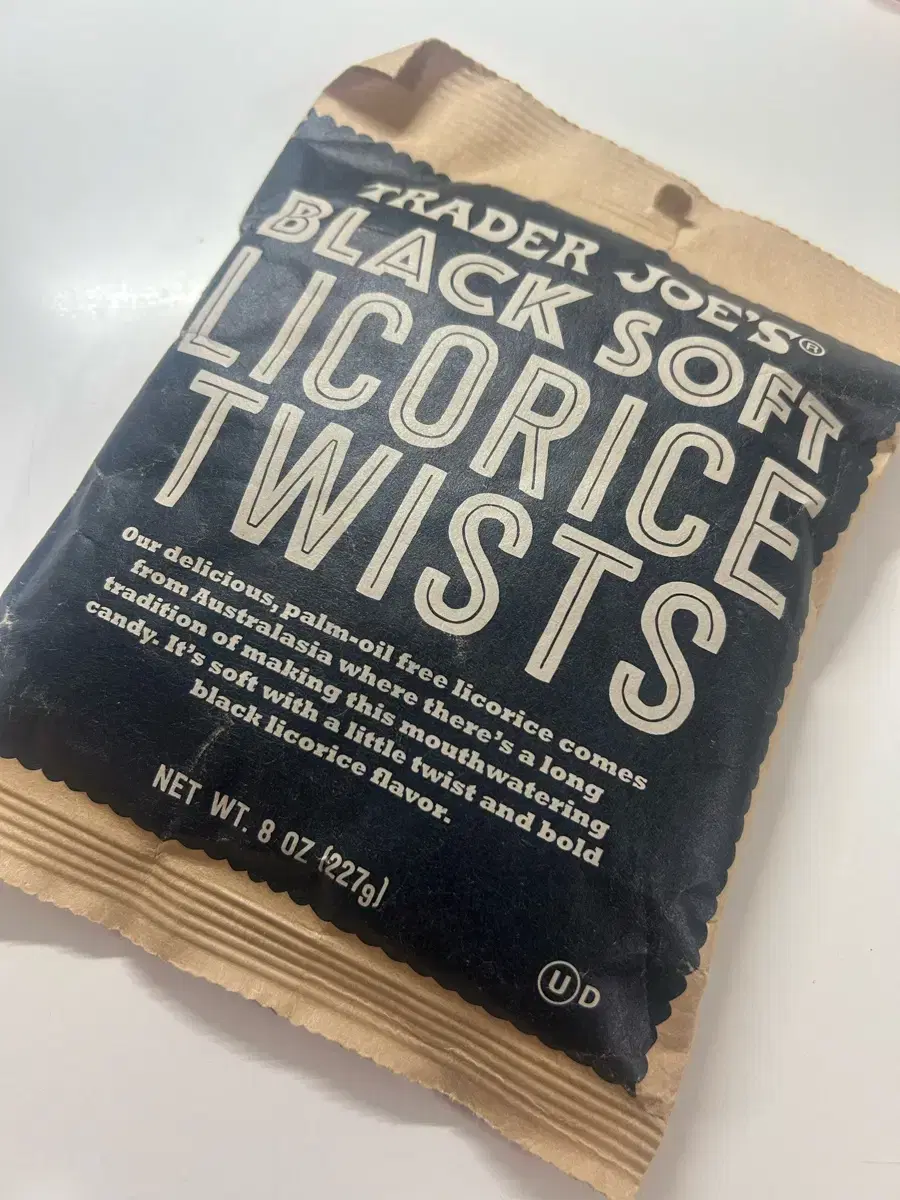 TRADER JOE'S®
BLACK SOFT
LICORICE
TWISTS
Our delicious, palm-oil free licorice comes
from Australasia where there's a long
tradition of making this mouthwatering
candy. It's soft with a little twist and bold
black licorice flavor.
NET WT. 8 OZ (227g)
Ⓤ D